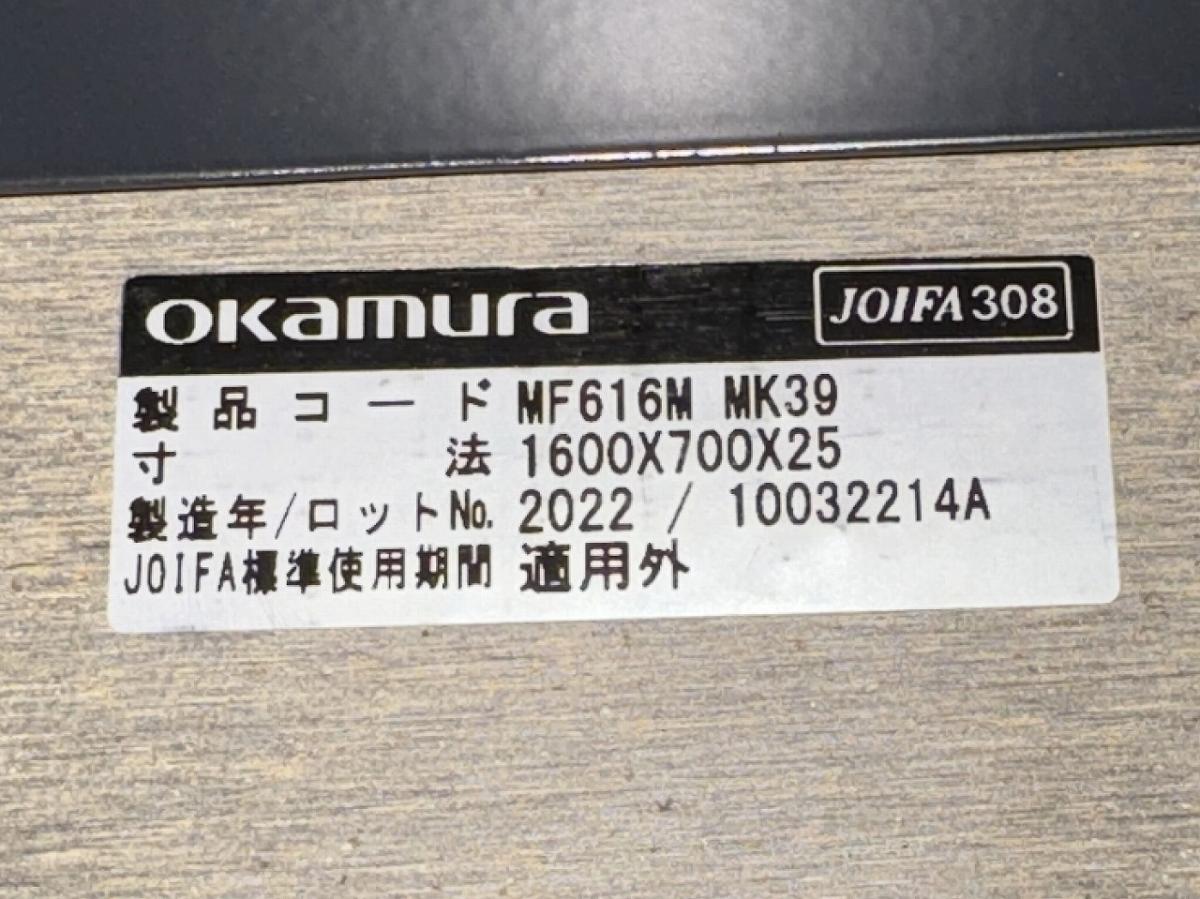 okamura JOIFA308
製品コード MF616M MK39
寸法 1600X700X25
製造年/ロットNo. 2022 / 10032214A
JOIFA標準使用期間 適用外